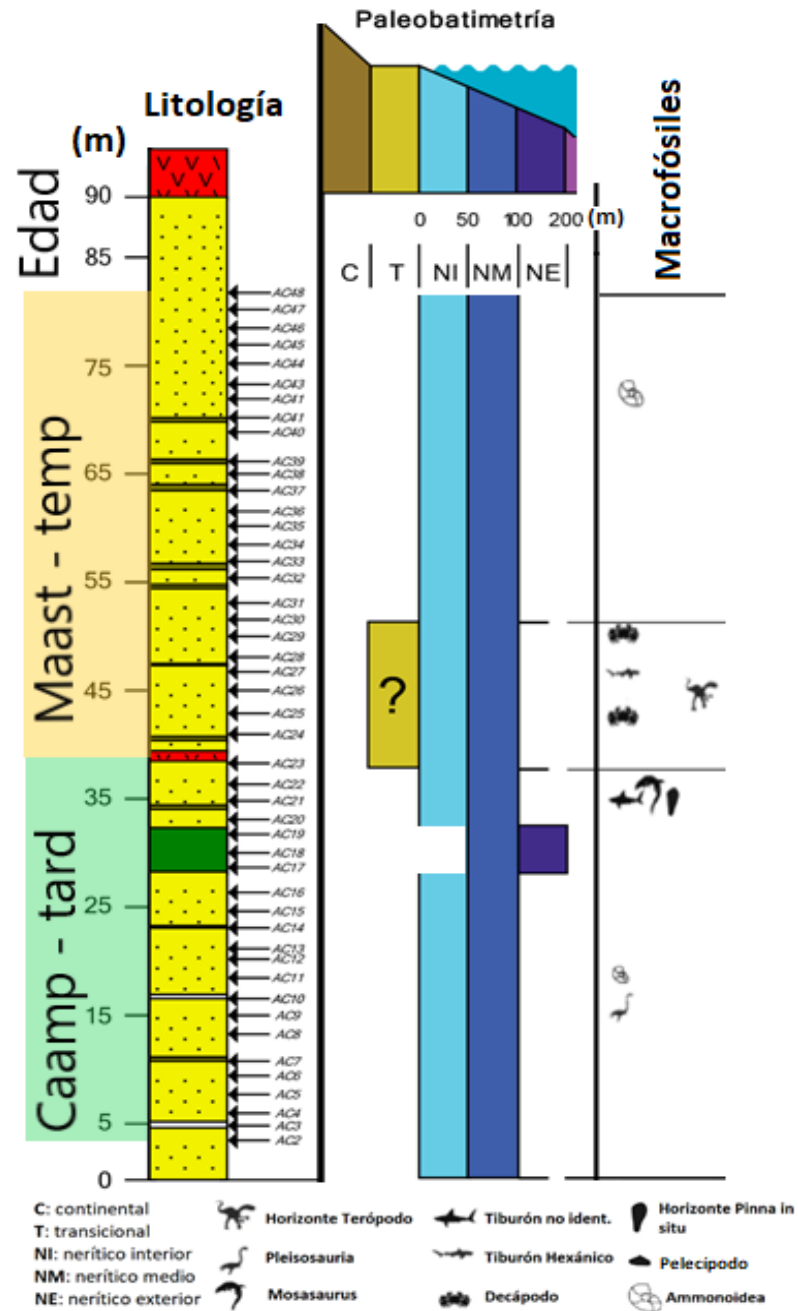 Paleobatimetría
Litología
(m)
Edad
Macrofósiles
0 50 100 200 (m)
C T NI NM NE
90
85
75
65
55
45
35
25
15
5
0
Maast - temp
Caamp - tard
AC48
AC47
AC46
AC45
AC44
AC43
AC41
AC41
AC40
AC39
AC38
AC37
AC36
AC35
AC34
AC33
AC32
AC31
AC30
AC29
AC28
AC27
AC26
AC25
AC24
AC23
AC22
AC21
AC20
AC19
AC18
AC17
AC16
AC15
AC14
AC13
AC12
AC11
AC10
AC9
AC8
AC7
AC6
AC5
AC4
AC3
AC2
?
C: continental
T: transicional
NI: nerítico interior
NM: nerítico medio
NE: nerítico exterior
Horizonte Terópodo
Pleisosauria
Mosasaurus
Tiburón no ident.
Tiburón Hexánico
Decápodo
Horizonte Pinna in
situ
Pelecipodo
Ammonoidea